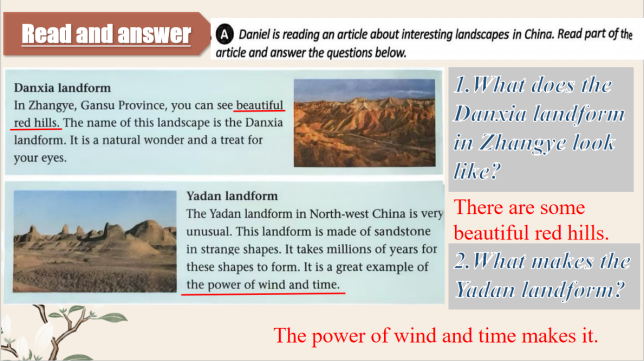 Read and answer
A Daniel is reading an article about interesting landscapes in China. Read part of the
article and answer the questions below.
Danxia landform
In Zhangye, Gansu Province, you can see beautiful
red hills. The name of this landscape is the Danxia
landform. It is a natural wonder and a treat for
your eyes.
Yadan landform
The Yadan landform in North-west China is very
unusual. This landform is made of sandstone
in strange shapes. It takes millions of years for
these shapes to form. It is a great example of
the power of wind and time.
1.What does the
Danxia landform
in Zhangye look
like?
There are some
beautiful red hills.
2.What makes the
Yadan landform?
The power of wind and time makes it.